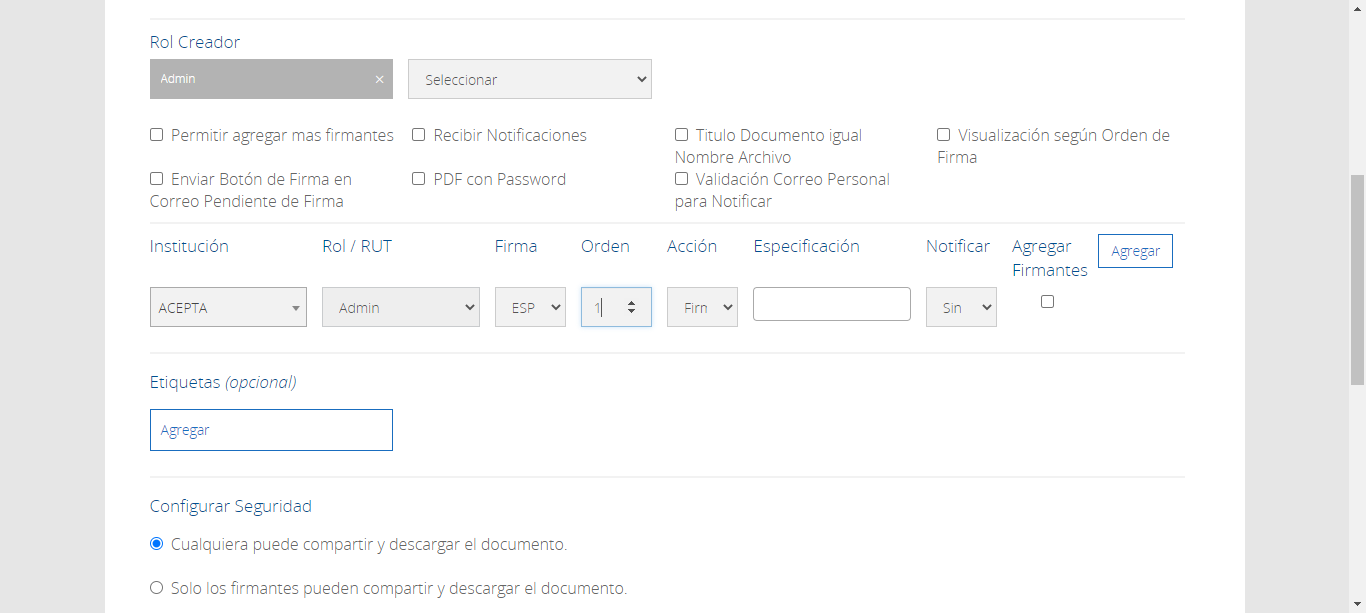 Rol Creador
Admin × Seleccionar
Permitir agregar mas firmantes Recibir Notificaciones Titulo Documento igual Visualización según Orden de
Nombre Archivo Firma
Enviar Botón de Firma en PDF con Password Validación Correo Personal
Correo Pendiente de Firma para Notificar
Institución Rol / RUT Firma Orden Acción Especificación Notificar Agregar Agregar
Firmantes
ACEPTA Admin ESP 1 Firn Sin
Etiquetas (opcional)
Agregar
Configurar Seguridad
Cualquiera puede compartir y descargar el documento.
Solo los firmantes pueden compartir y descargar el documento.